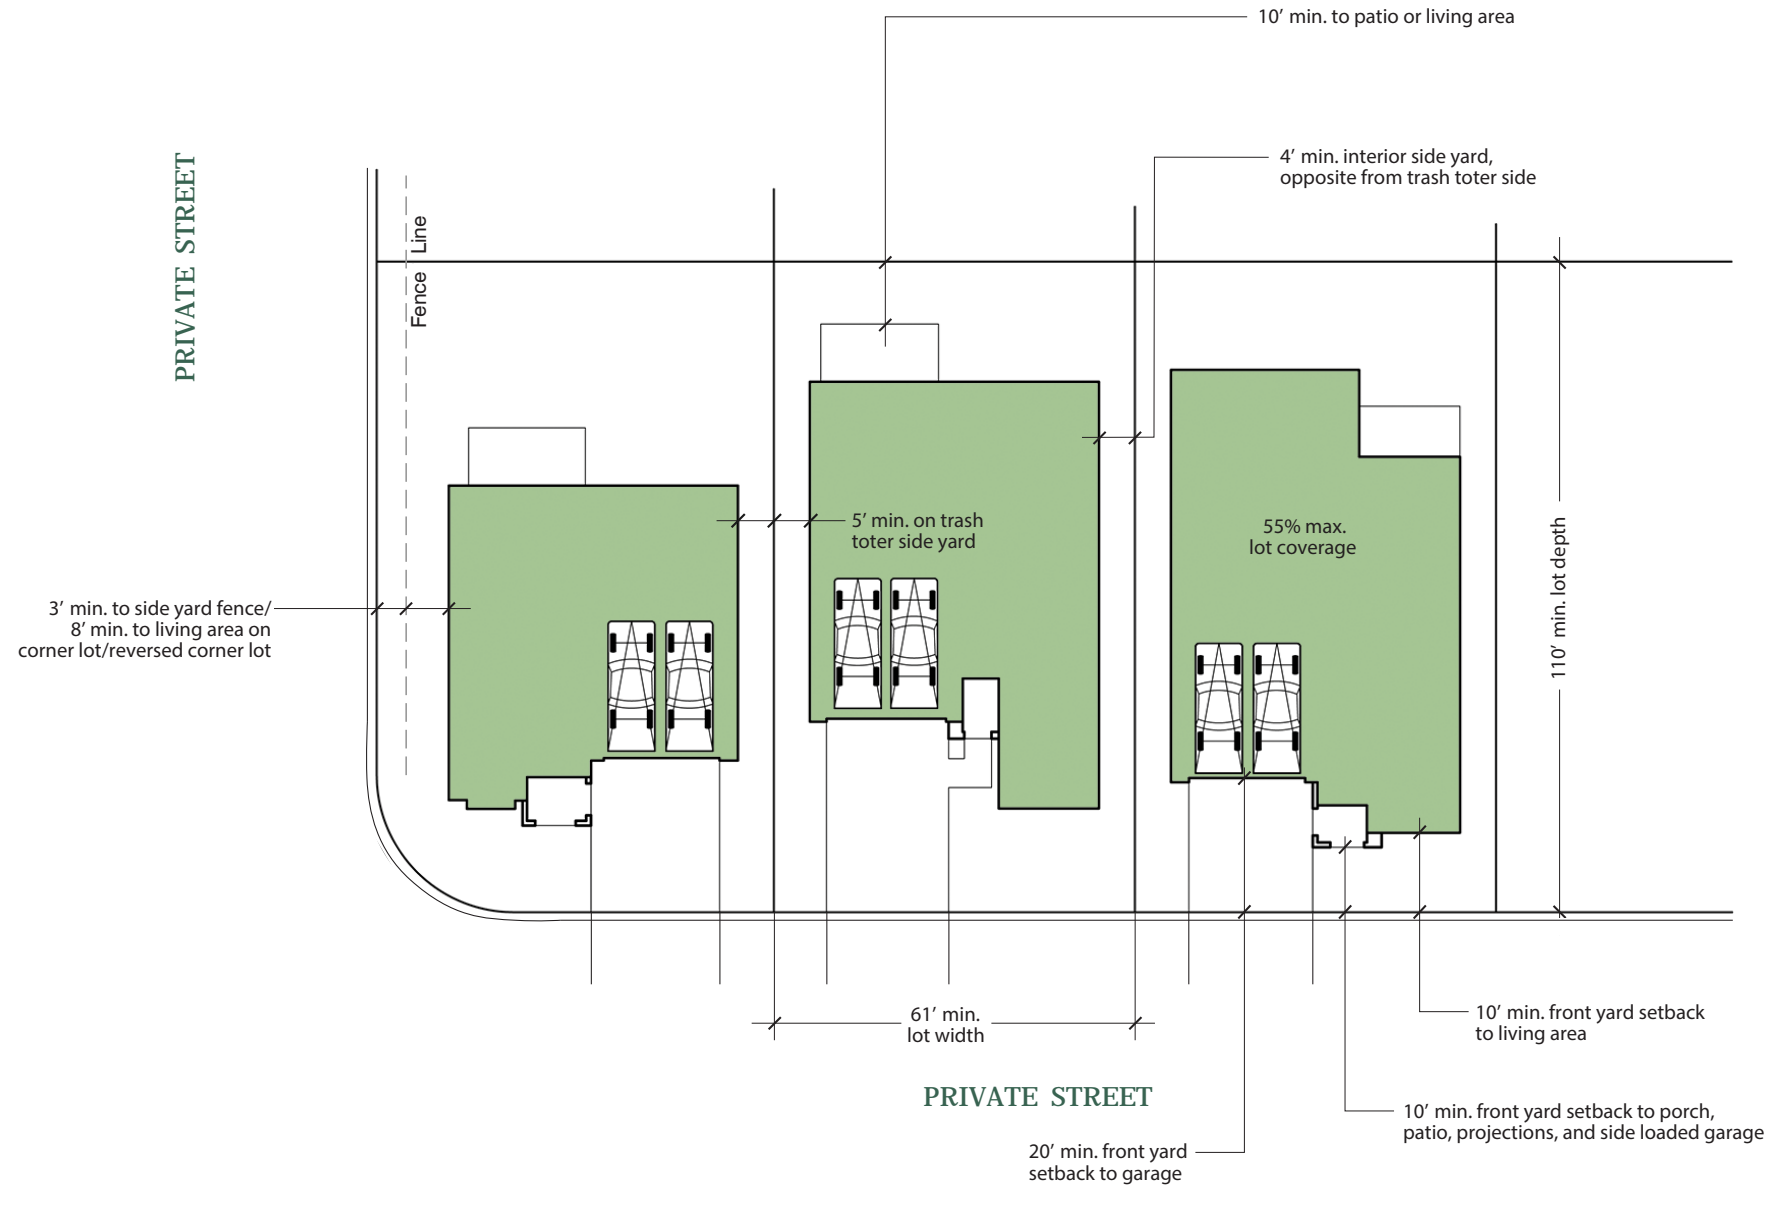 10’ min. to patio or living area
4’ min. interior side yard,
opposite from trash toter side
PRIVATE STREET
Fence Line
5’ min. on trash
toter side yard
55% max.
lot coverage
110’ min. lot depth
3’ min. to side yard fence/
8’ min. to living area on
corner lot/reversed corner lot
61’ min.
lot width
10’ min. front yard setback
to living area
PRIVATE STREET
10’ min. front yard setback to porch,
patio, projections, and side loaded garage
20’ min. front yard
setback to garage